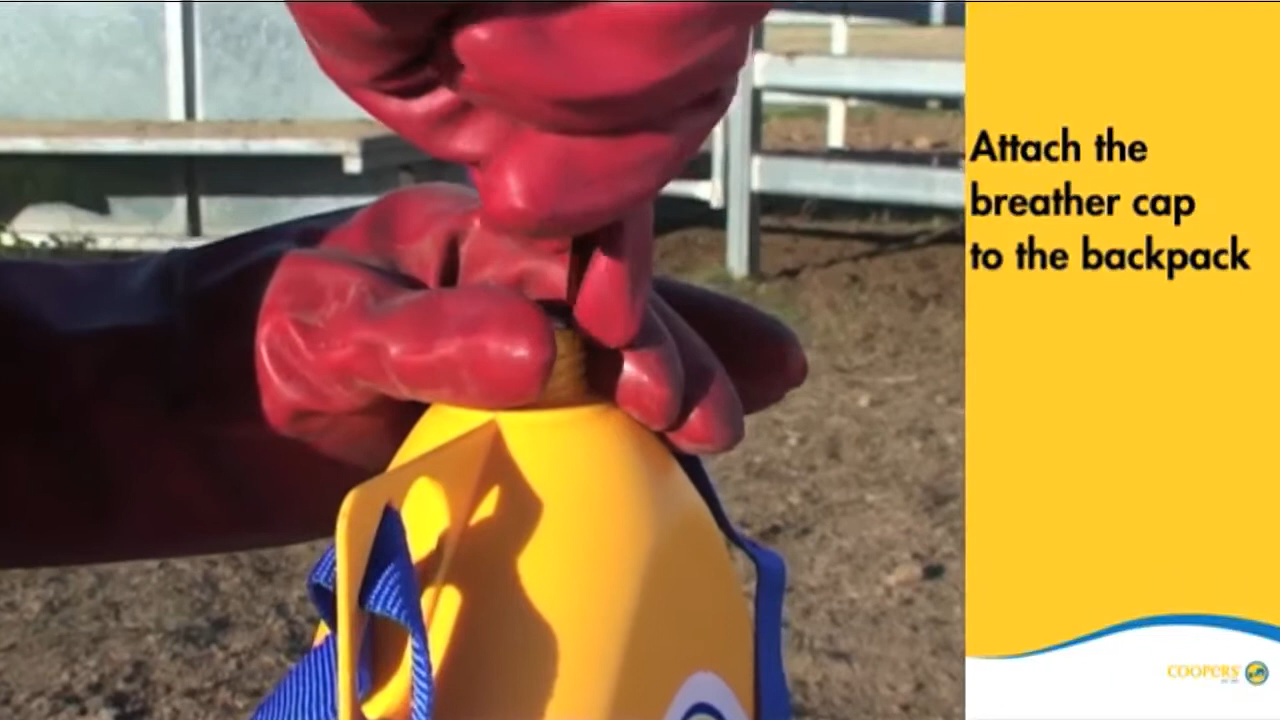 Attach the
breather cap
to the backpack
COOPERS